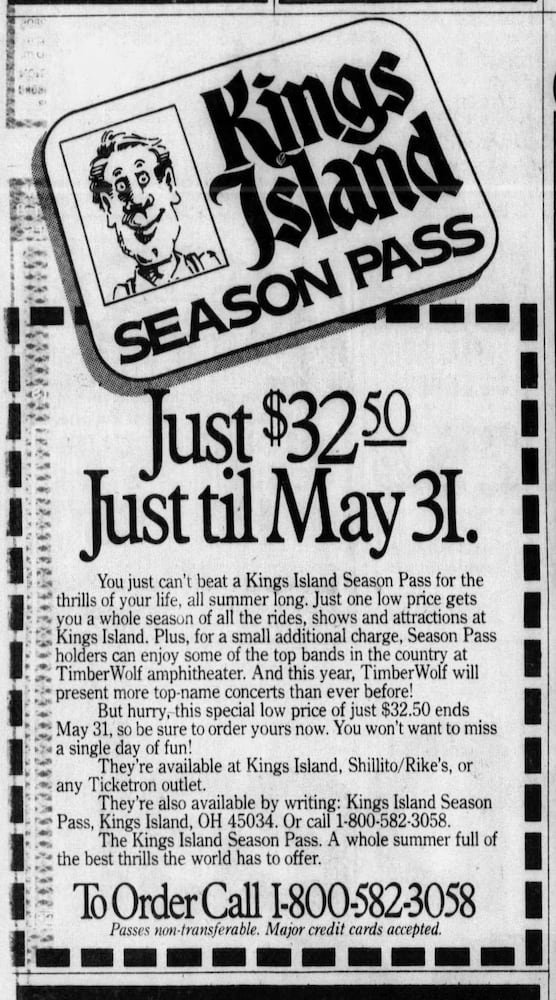 Kings
Island
SEASON PASS
Just $32 50
Just til May 31.
You just can't beat a Kings Island Season Pass for the
thrills of your life, all summer long. Just one low price gets
you a whole season of all the rides, shows and attractions at
Kings Island. Plus, for a small additional charge, Season Pass
holders can enjoy some of the top bands in the country at
TimberWolf amphitheater. And this year, TimberWolf will
present more top-name concerts than ever before!
But hurry, this special low price of just $32.50 ends
May 31, so be sure to order yours now. You won't want to miss
a single day of fun!
They're available at Kings Island, Shillito/Rike's, or
any Ticketron outlet.
They're also available by writing: Kings Island Season
Pass, Kings Island, OH 45034. Or call 1-800-582-3058.
The Kings Island Season Pass. A whole summer full of
the best thrills the world has to offer.
To Order Call 1-800-582-3058
Passes non-transferable. Major credit cards accepted.